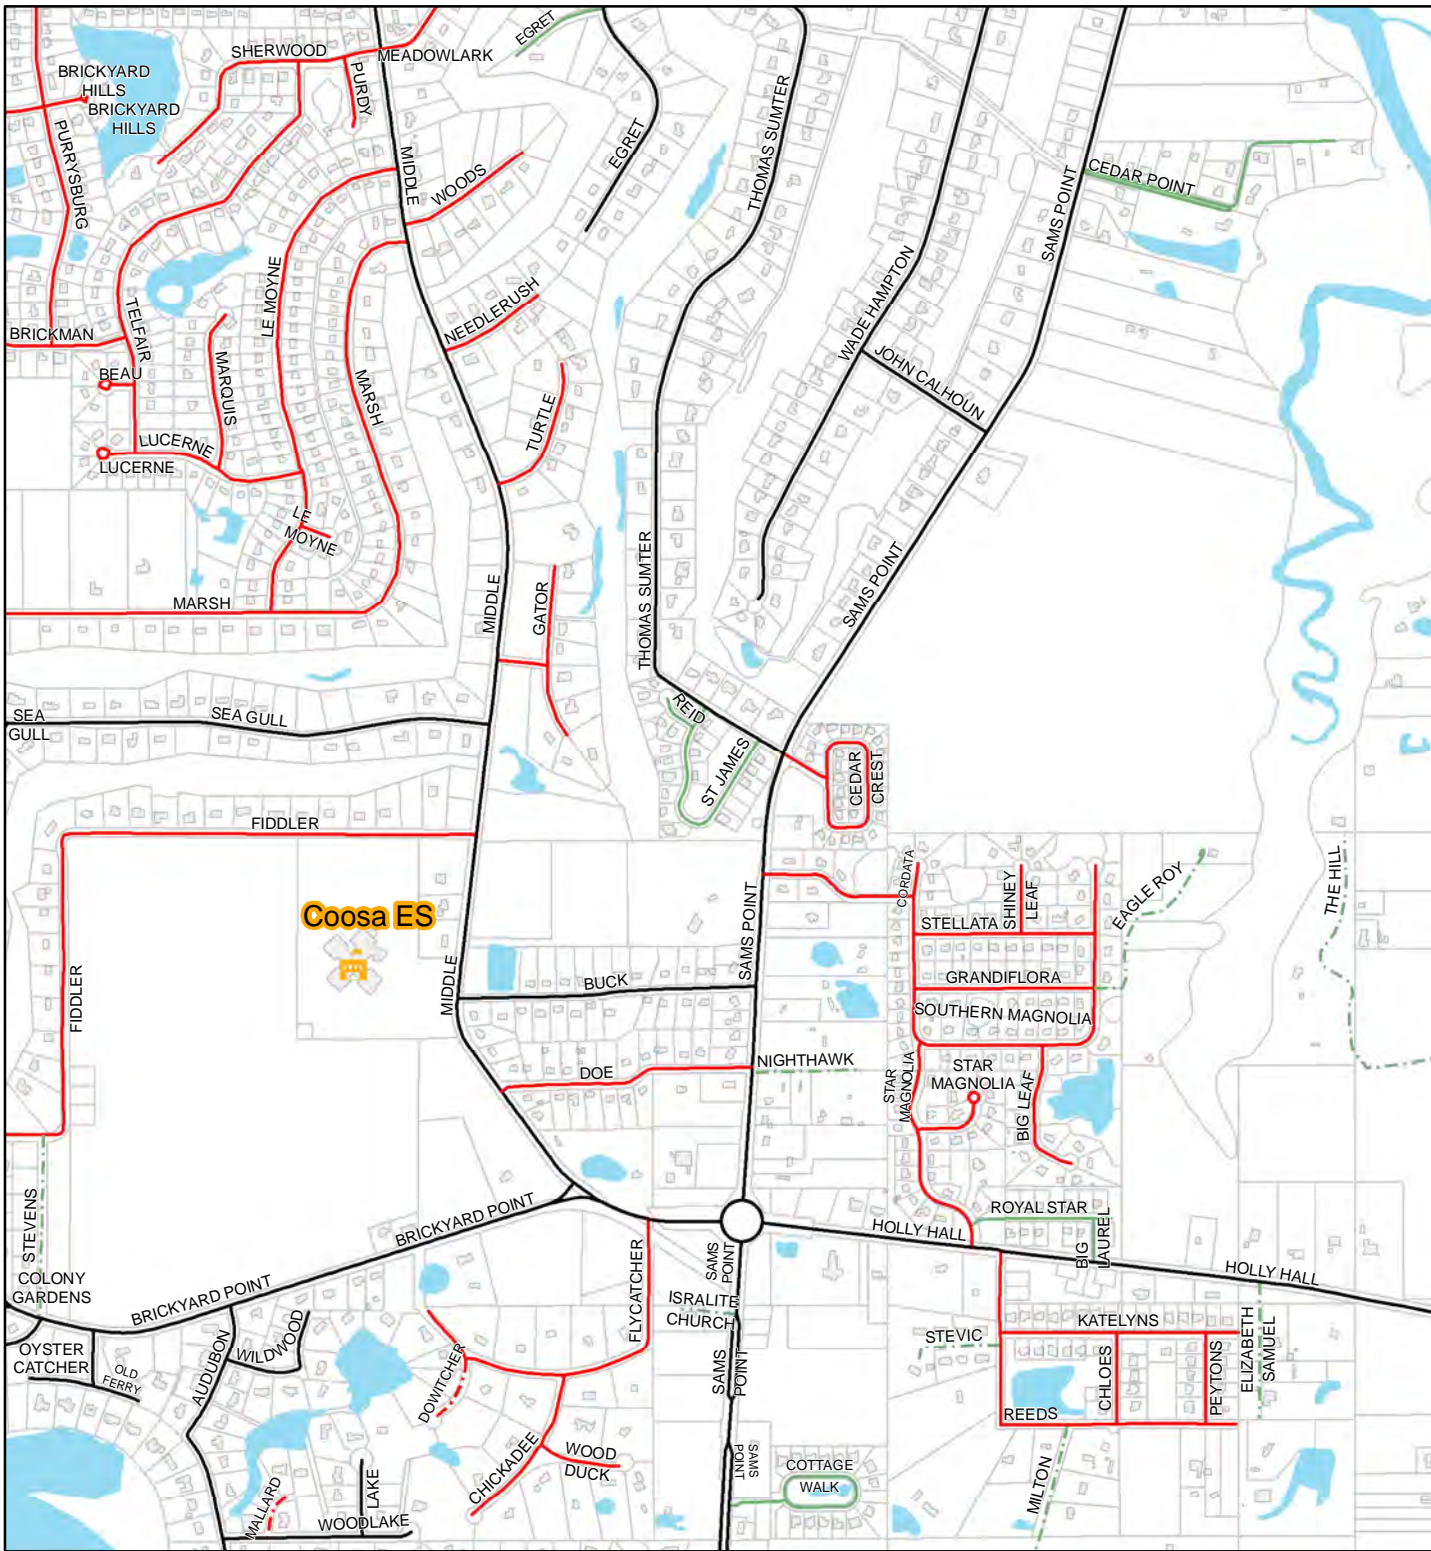 EGRET
SHERWOOD
MEADOWLARK
BRICKYARD
HILLS
BRICKYARD
HILLS
PURDY
THOMAS SUMTER
EGRET
PURRYSBURG
MIDDLE
WOODS
CEDAR POINT
SAMS POINT
LE MOYNE
WADE HAMPTON
NEEDLERUSH
TELFAIR
BRICKMAN
JOHN CALHOUN
BEAU
MARQUIS
MARSH
TURTLE
LUCERNE
LUCERNE
LE
MOYNE
THOMAS SUMTER
SAMS POINT
MIDDLE
GATOR
MARSH
REID
SEA
GULL
SEA GULL
ST JAMES
CEDAR
CREST
FIDDLER
CORDATA
SHINEY
LEAF
EAGLE ROY
THE HILL
Coosa ES
SAMS POINT
STELLATA
MIDDLE
BUCK
GRANDIFLORA
FIDDLER
SOUTHERN MAGNOLIA
NIGHTHAWK
DOE
STAR
MAGNOLIA
STAR
MAGNOLIA
BIG LEAF
STEVENS
BRICKYARD POINT
ROYAL STAR
HOLLY HALL
BIG
LAUREL
FLYCATCHER
SAMS
POINT
COLONY
GARDENS
BRICKYARD POINT
HOLLY HALL
ISRALITE
CHURCH
KATELYNS
ELIZABETH
SAMUEL
STEVIC
OYSTER
CATCHER
WILDWOOD
AUDUBON
OLD
FERRY
DOWITCHER
SAMS
POINT
CHLOES
PEYTONS
REEDS
CHICKADEE
WOOD
DUCK
SAMS
POINT
COTTAGE
WALK
LAKE
MALLARD
WOODLAKE
MILTON